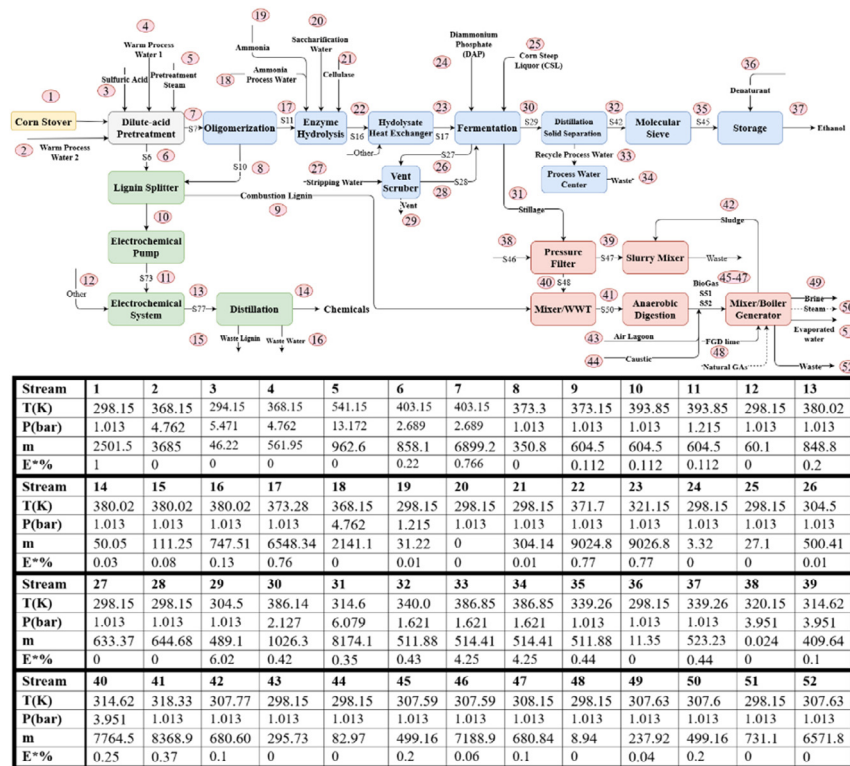 19
Ammonia
20
Saccharification
Water
4
Warm Process
Water 1
5
Pretreatment
Steam
Sulfuric Acid
3
18
Ammonia
Process Water
21
Cellulase
Diammonium
Phosphate
(DAP)
24
25
Corn Steep
Liquor (CSL)
36
Denaturant
1
Corn Stover
Dilute-acid
Pretreatment
7
S7
Oligomerization
17
S11
Enzyme
Hydrolysis
22
S16
Hydolysate
Heat Exchanger
23
S17
Fermentation
30
S29
Distillation
Solid Separation
32
S42
Molecular
Sieve
35
S45
Storage
37
Ethanol
2
Warm Process
Water 2
S6
6
S10
8
Other
27
Stripping Water
S27
26
Vent
Scruber
S28
28
Vent
29
Recycle Process Water
33
Process Water
Center
Waste
34
Lignin Splitter
Combustion Lignin
9
31
Stillage
10
Electrochemical
Pump
12
Other
S73
11
Electrochemical
System
13
S77
Distillation
14
Chemicals
15
Waste Lignin
Waste Water
16
42
Sludge
38
S46
Pressure
Filter
39
S47
Slurry Mixer
Waste
40
S48
Mixer/WWT
41
S50
Anaerobic
Digestion
BioGas
S51
S52
45-47
Mixer/Boiler
Generator
49
Brine
Steam
50
Evaporated
water
51
Waste
52
43
Air Lagoon
44
Caustic
FGD lime
48
Natural GAs
Stream 1 2 3 4 5 6 7 8 9 10 11 12 13
T(K) 298.15 368.15 294.15 368.15 541.15 403.15 403.15 373.3 373.15 393.85 393.85 298.15 380.02
P(bar) 1.013 4.762 5.471 4.762 13.172 2.689 2.689 1.013 1.013 1.013 1.215 1.013 1.013
m 2501.5 3685 46.22 561.95 962.6 858.1 6899.2 350.8 604.5 604.5 604.5 60.1 848.8
E*% 1 0 0 0 0 0.22 0.766 0 0.112 0.112 0.112 0 0.2
Stream 14 15 16 17 18 19 20 21 22 23 24 25 26
T(K) 380.02 380.02 380.02 373.28 368.15 298.15 298.15 298.15 371.7 321.15 298.15 298.15 304.5
P(bar) 1.013 1.013 1.013 1.013 4.762 1.215 1.013 1.013 1.013 1.013 1.013 1.013 1.013
m 50.05 111.25 747.51 6548.34 2141.1 31.22 0 304.14 9024.8 9026.8 3.32 27.1 500.41
E*% 0.03 0.08 0.13 0.76 0 0.01 0 0.01 0.77 0.77 0 0 0.01
Stream 27 28 29 30 31 32 33 34 35 36 37 38 39
T(K) 298.15 298.15 304.5 386.14 314.6 340.0 386.85 386.85 339.26 298.15 339.26 320.15 314.62
P(bar) 1.013 1.013 1.013 2.127 6.079 1.621 1.621 1.621 1.013 1.013 1.013 3.951 3.951
m 633.37 644.68 489.1 1026.3 8174.1 511.88 514.41 514.41 511.88 11.35 523.23 0.024 409.64
E*% 0 0 6.02 0.42 0.35 0.43 4.25 4.25 0.44 0 0.44 0 0.1
Stream 40 41 42 43 44 45 46 47 48 49 50 51 52
T(K) 314.62 318.33 307.77 298.15 298.15 307.59 307.59 308.15 298.15 307.63 307.6 298.15 307.63
P(bar) 3.951 1.013 1.013 1.013 1.013 1.013 1.013 1.013 1.013 1.013 1.013 1.013 1.013
m 7764.5 8368.9 680.60 295.73 82.97 499.16 7188.9 680.84 8.94 237.92 499.16 731.1 6571.8
E*% 0.25 0.37 0.1 0 0 0.2 0.06 0.1 0 0.04 0.2 0 0